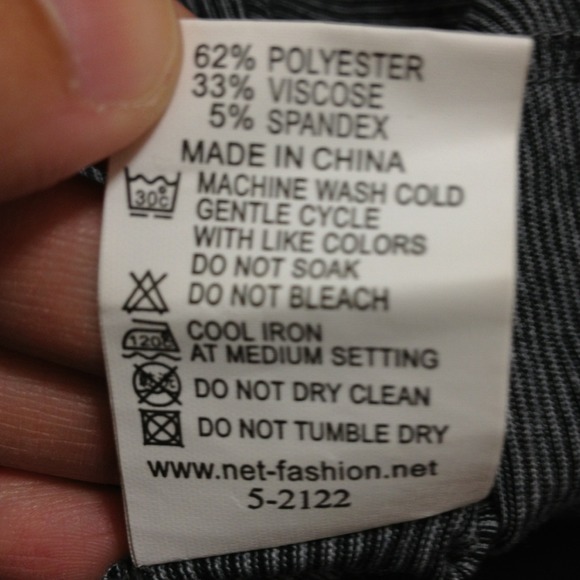 62% POLYESTER
33% VISCOSE
5% SPANDEX
MADE IN CHINA
30c MACHINE WASH COLD
GENTLE CYCLE
WITH LIKE COLORS
DO NOT SOAK
DO NOT BLEACH
120c COOL IRON
AT MEDIUM SETTING
DO NOT DRY CLEAN
DO NOT TUMBLE DRY
www.net-fashion.net
5-2122